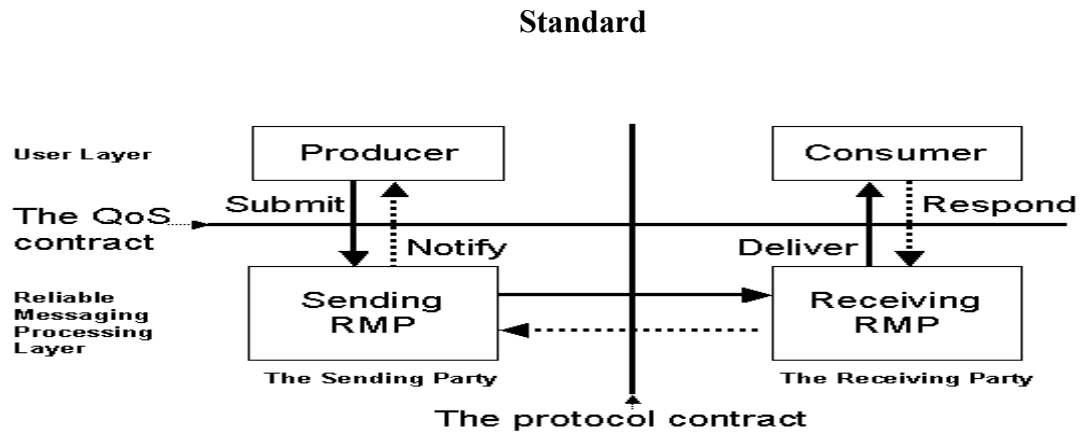 Standard
User Layer
Producer
Consumer
The QoS
contract
Submit
Notify
Deliver
Respond
Reliable
Messaging
Processing
Layer
Sending
RMP
Receiving
RMP
The Sending Party
The Receiving Party
The protocol contract